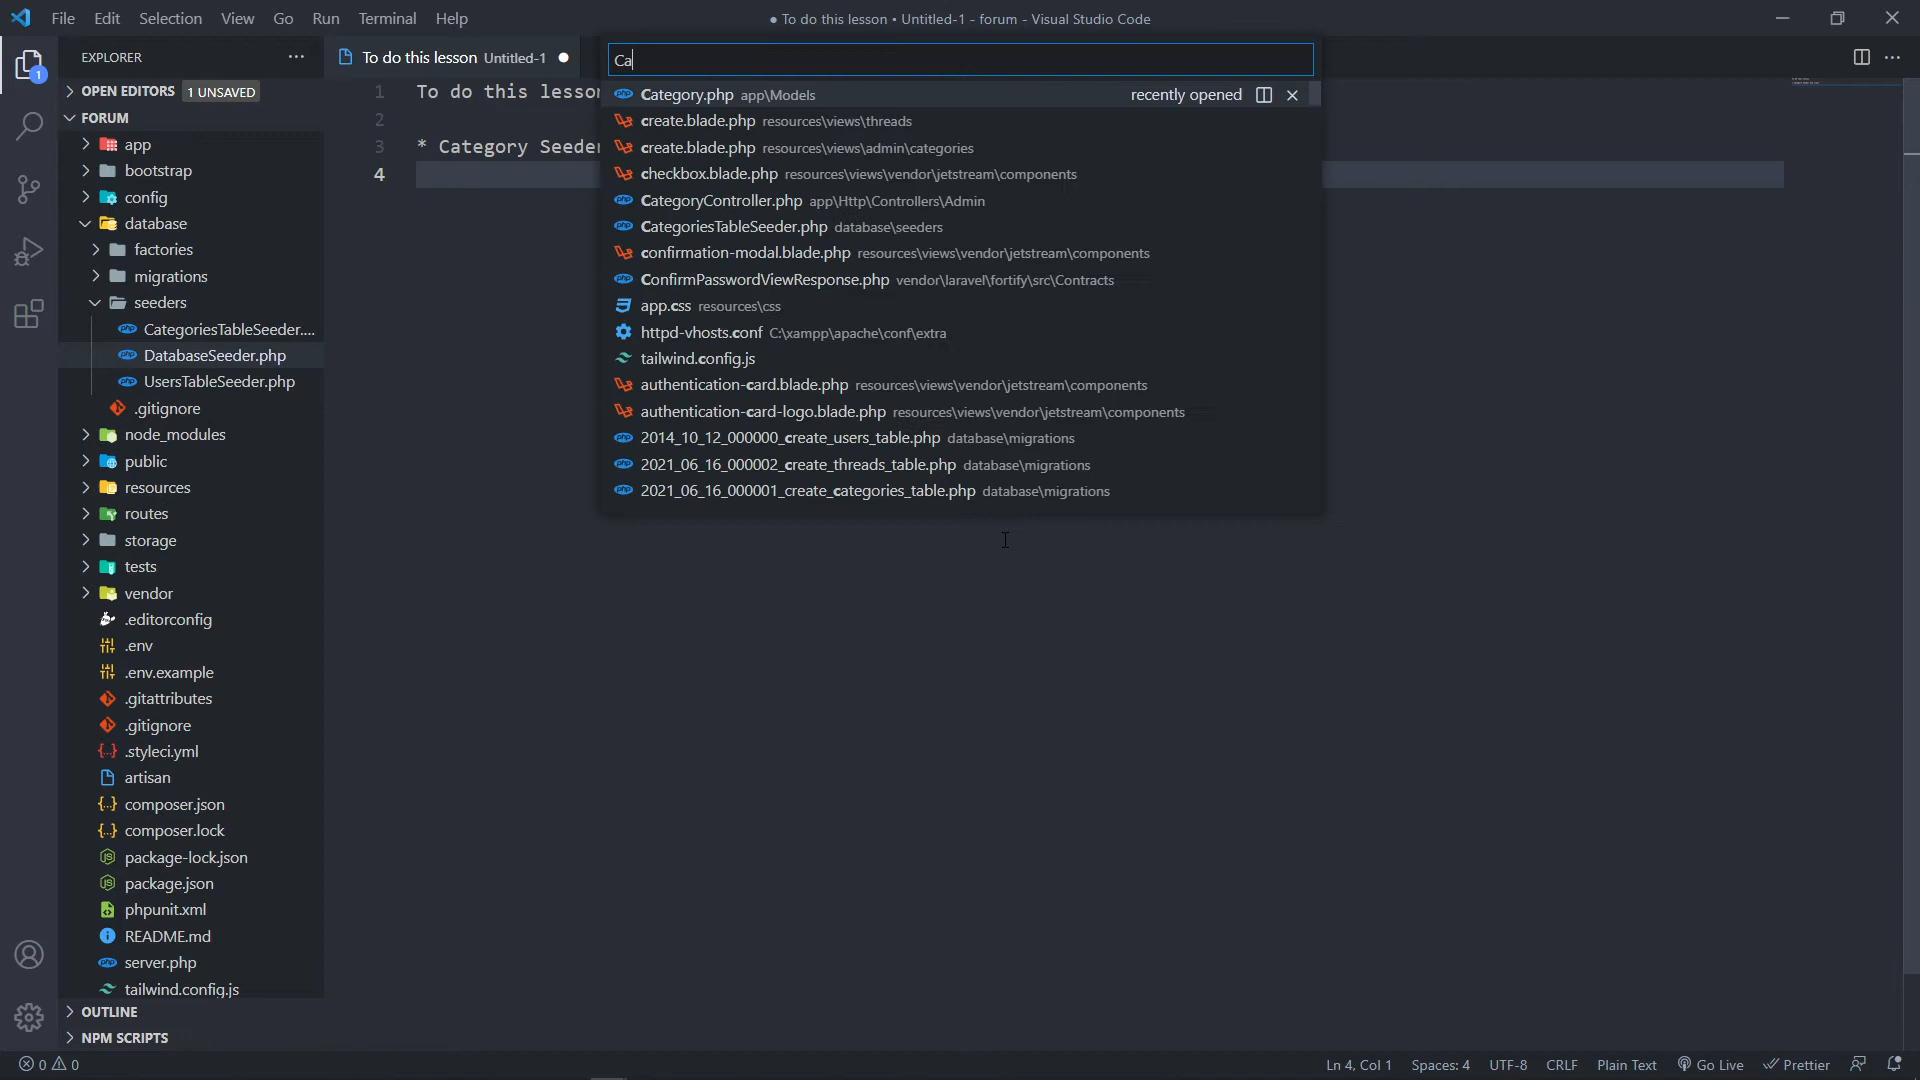 File Edit Selection View Go Run Terminal Help
● To do this lesson • Untitled-1 - forum - Visual Studio Code
EXPLORER
To do this lesson Untitled-1
Ca
OPEN EDITORS 1 UNSAVED
FORUM
app
bootstrap
config
database
factories
migrations
seeders
CategoriesTableSeeder....
DatabaseSeeder.php
UsersTableSeeder.php
.gitignore
node_modules
public
resources
routes
storage
tests
vendor
.editorconfig
.env
.env.example
.gitattributes
.gitignore
.styleci.yml
artisan
composer.json
composer.lock
package-lock.json
package.json
phpunit.xml
README.md
server.php
tailwind.config.js
OUTLINE
NPM SCRIPTS
1 To do this lesson
2
3 * Category Seeder
4
Category.php app\Models recently opened
create.blade.php resources\views\threads
create.blade.php resources\views\admin\categories
checkbox.blade.php resources\views\vendor\jetstream\components
CategoryController.php app\Http\Controllers\Admin
CategoriesTableSeeder.php database\seeders
confirmation-modal.blade.php resources\views\vendor\jetstream\components
ConfirmPasswordViewResponse.php vendor\laravel\fortify\src\Contracts
app.css resources\css
httpd-vhosts.conf C:\xampp\apache\conf\extra
tailwind.config.js
authentication-card.blade.php resources\views\vendor\jetstream\components
authentication-card-logo.blade.php resources\views\vendor\jetstream\components
2014_10_12_000000_create_users_table.php database\migrations
2021_06_16_000002_create_threads_table.php database\migrations
2021_06_16_000001_create_categories_table.php database\migrations
0 0
Ln 4, Col 1 Spaces: 4 UTF-8 CRLF Plain Text Go Live Prettier